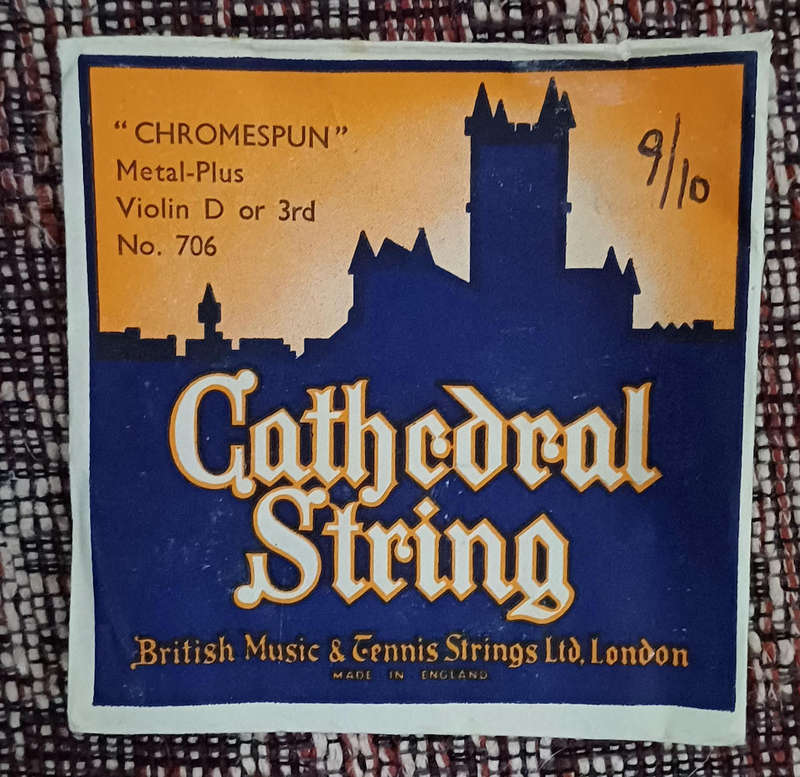 "CHROMESPUN"
Metal-Plus
Violin D or 3rd
No. 706
9/10
Cathedral
String
British Music & Tennis Strings Ltd, London
MADE IN ENGLAND